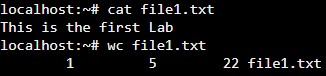 localhost:~# cat file1.txt
This is the first Lab
localhost:~# wc file1.txt
        1         5        22 file1.txt